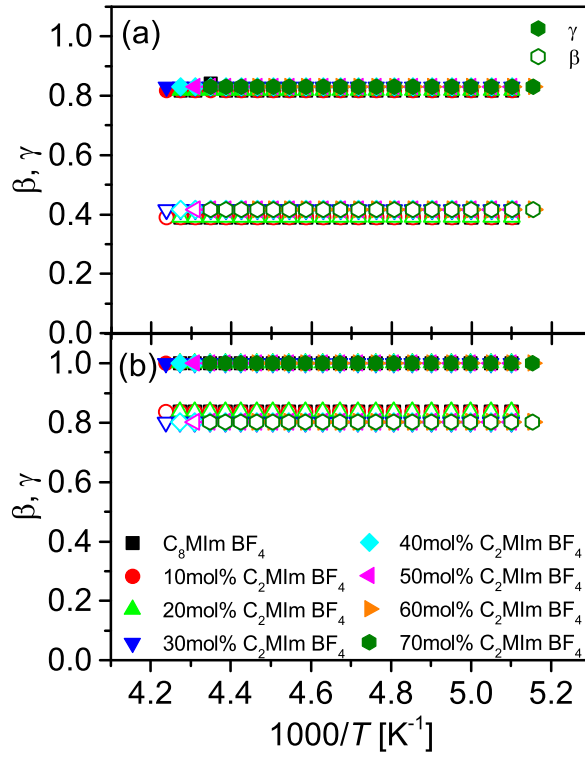 (a)
γ
β
1.0
0.8
0.6
0.4
0.2
0.0
β, γ
(b)
1.0
0.8
0.6
0.4
0.2
0.0
β, γ
C₈MIm BF₄
10mol% C₂MIm BF₄
20mol% C₂MIm BF₄
30mol% C₂MIm BF₄
40mol% C₂MIm BF₄
50mol% C₂MIm BF₄
60mol% C₂MIm BF₄
70mol% C₂MIm BF₄
4.2 4.4 4.6 4.8 5.0 5.2
1000/T [K⁻¹]